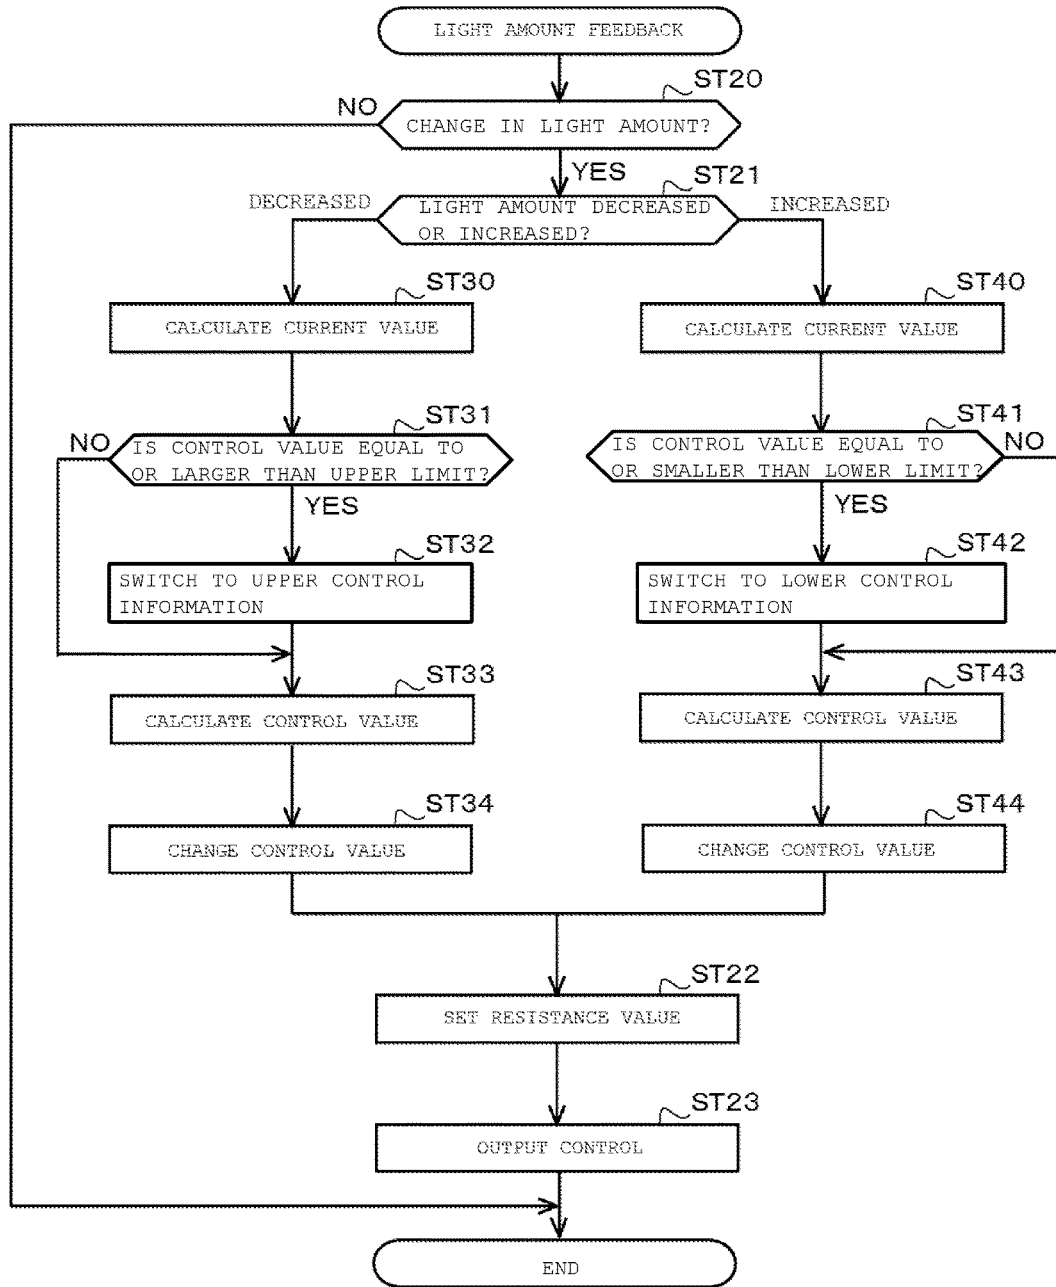 LIGHT AMOUNT FEEDBACK
ST20
NO
CHANGE IN LIGHT AMOUNT?
YES
ST21
DECREASED
LIGHT AMOUNT DECREASED
OR INCREASED?
INCREASED
ST30
CALCULATE CURRENT VALUE
ST40
CALCULATE CURRENT VALUE
ST31
NO
IS CONTROL VALUE EQUAL TO
OR LARGER THAN UPPER LIMIT?
YES
ST41
IS CONTROL VALUE EQUAL TO
OR SMALLER THAN LOWER LIMIT?
NO
YES
ST32
SWITCH TO UPPER CONTROL
INFORMATION
ST42
SWITCH TO LOWER CONTROL
INFORMATION
ST33
CALCULATE CONTROL VALUE
ST43
CALCULATE CONTROL VALUE
ST34
CHANGE CONTROL VALUE
ST44
CHANGE CONTROL VALUE
ST22
SET RESISTANCE VALUE
ST23
OUTPUT CONTROL
END